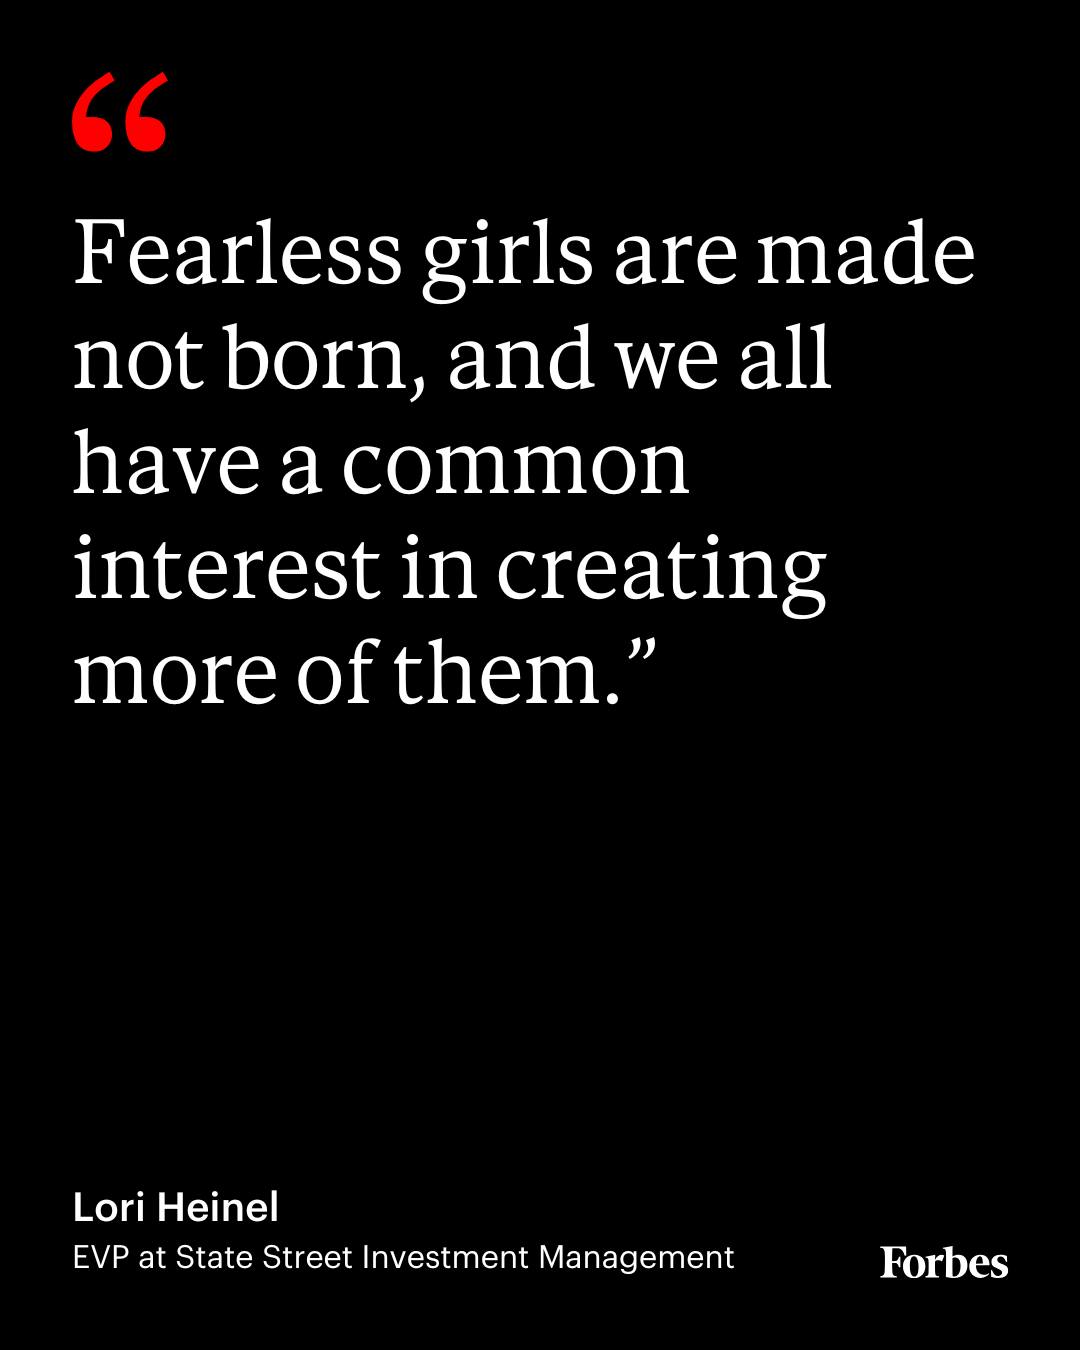 “
Fearless girls are made
not born, and we all
have a common
interest in creating
more of them.”
Lori Heinel
EVP at State Street Investment Management
Forbes